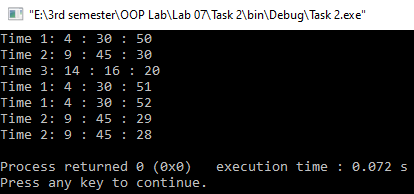 "E:\3rd semester\OOP Lab\Lab 07\Task 2\bin\Debug\Task 2.exe"
Time 1: 4 : 30 : 50
Time 2: 9 : 45 : 30
Time 3: 14 : 16 : 20
Time 1: 4 : 30 : 51
Time 1: 4 : 30 : 52
Time 2: 9 : 45 : 29
Time 2: 9 : 45 : 28
Process returned 0 (0x0)   execution time : 0.072 s
Press any key to continue.